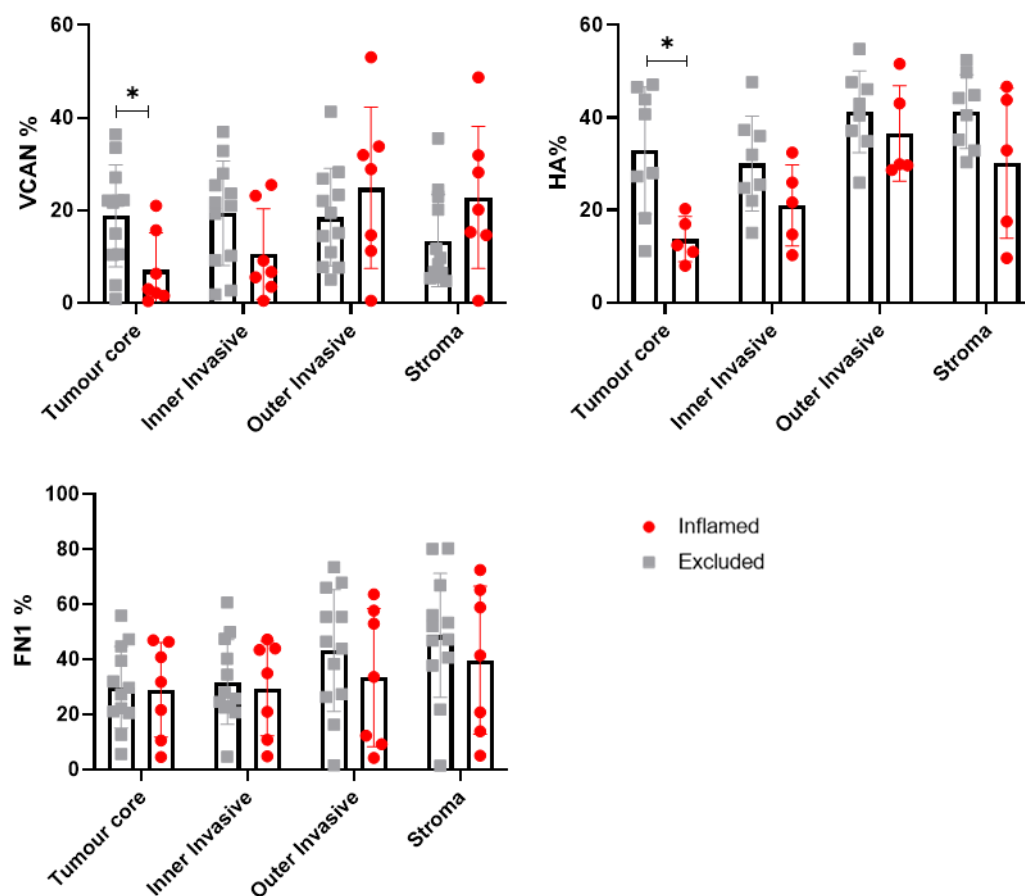 VCAN %
60
40
20
0
*
Tumour core
Inner Invasive
Outer Invasive
Stroma
HA%
60
40
20
0
*
Tumour core
Inner Invasive
Outer Invasive
Stroma
FN1 %
100
80
60
40
20
0
Tumour core
Inner Invasive
Outer Invasive
Stroma
Inflamed
Excluded